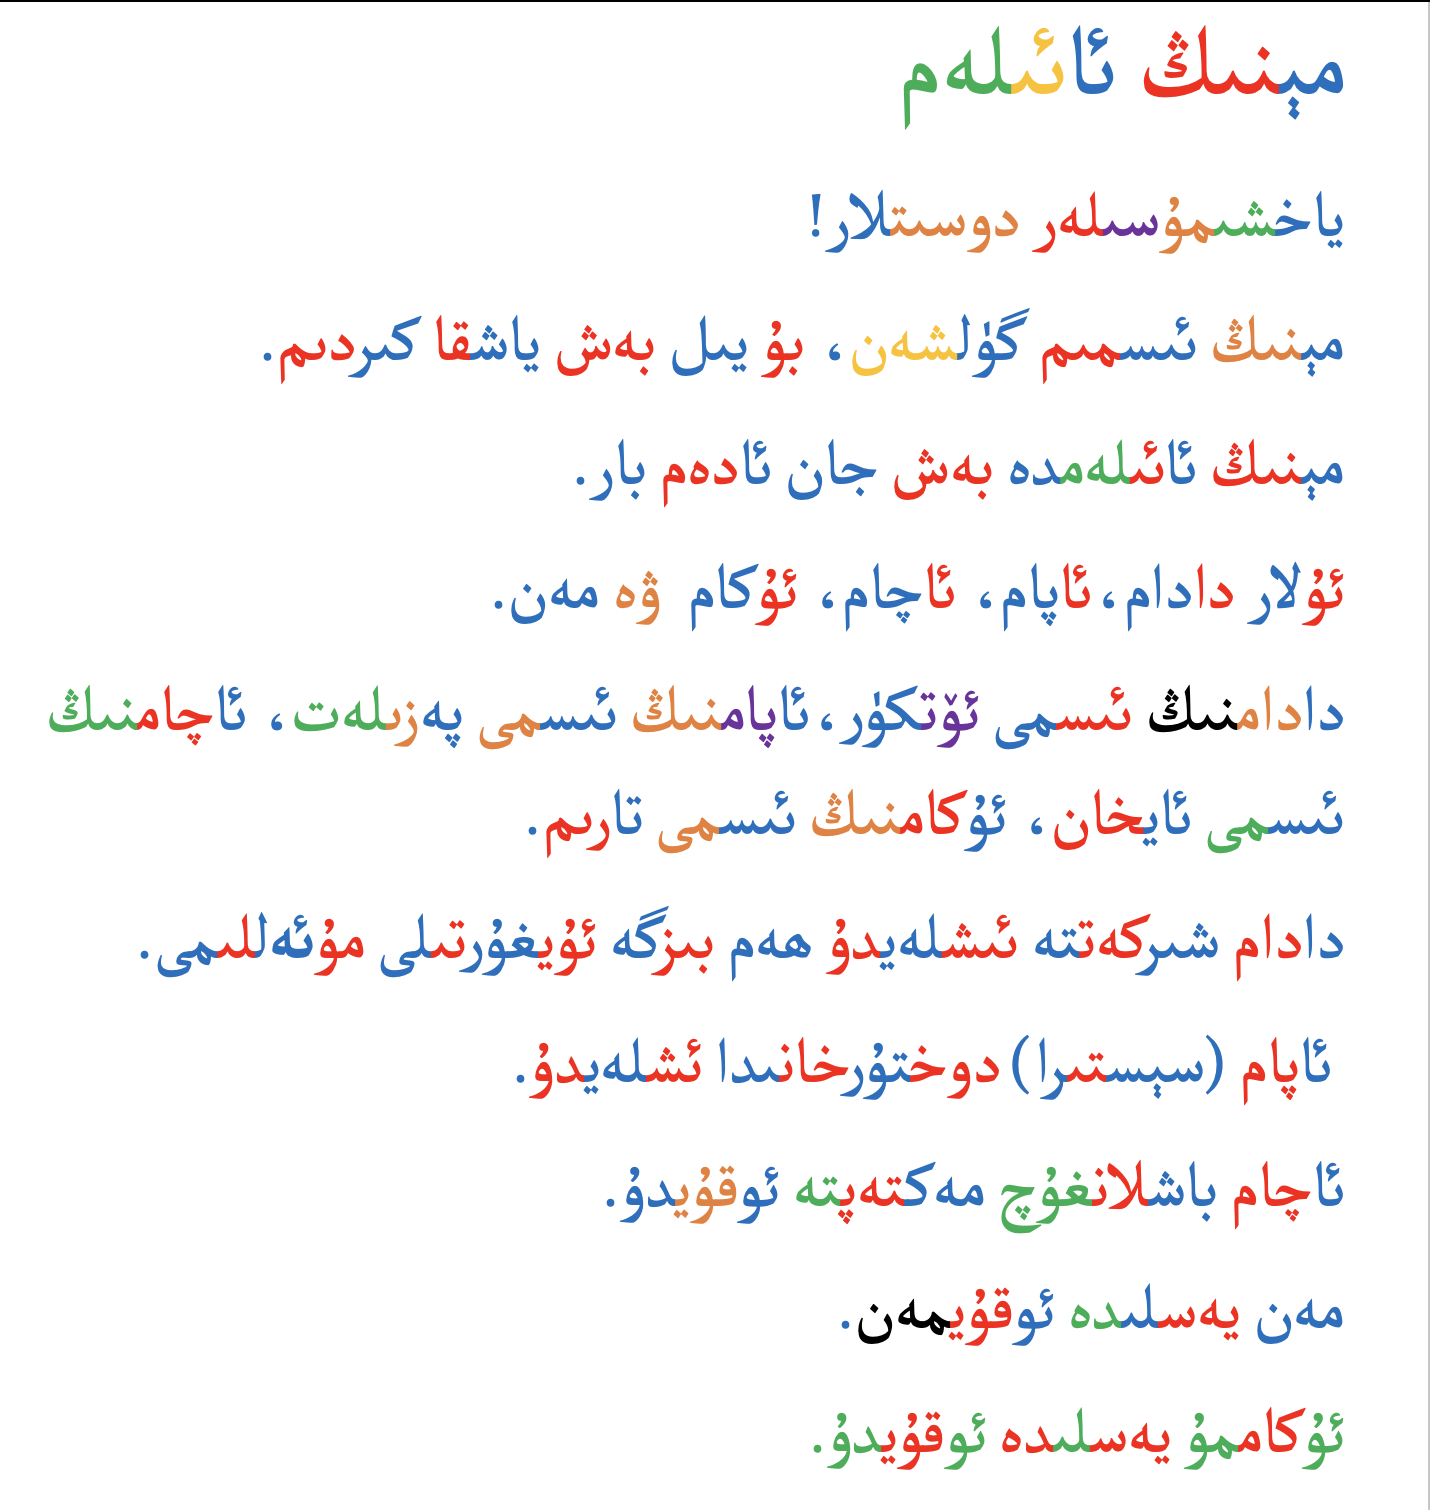 مېنىڭ ئائىلەم
ياخشىمۇسىلەر دوستلار!
مېنىڭ ئىسمىم گۈلشەن، بۇ يىل بەش ياشقا كىردىم.
مېنىڭ ئائىلەمدە بەش جان ئادەم بار.
ئۇلار دادام،ئاپام، ئاچام، ئۇكام ۋە مەن.
دادامنىڭ ئىسمى ئۆتكۈر،ئاپامنىڭ ئىسمى پەزىلەت، ئاچامنىڭ
ئىسمى ئايخان، ئۇكامنىڭ ئىسمى تارىم.
دادام شىركەتتە ئىشلەيدۇ ھەم بىزگە ئۇيغۇرتىلى مۇئەللىمى.
ئاپام (سېستىرا) دوختۇرخانىدا ئشلەيدۇ.
ئاچام باشلانغۇچ مەكتەپتە ئوقۇيدۇ.
مەن يەسلىدە ئوقۇيمەن.
ئۇكاممۇ يەسلىدە ئوقۇيدۇ.